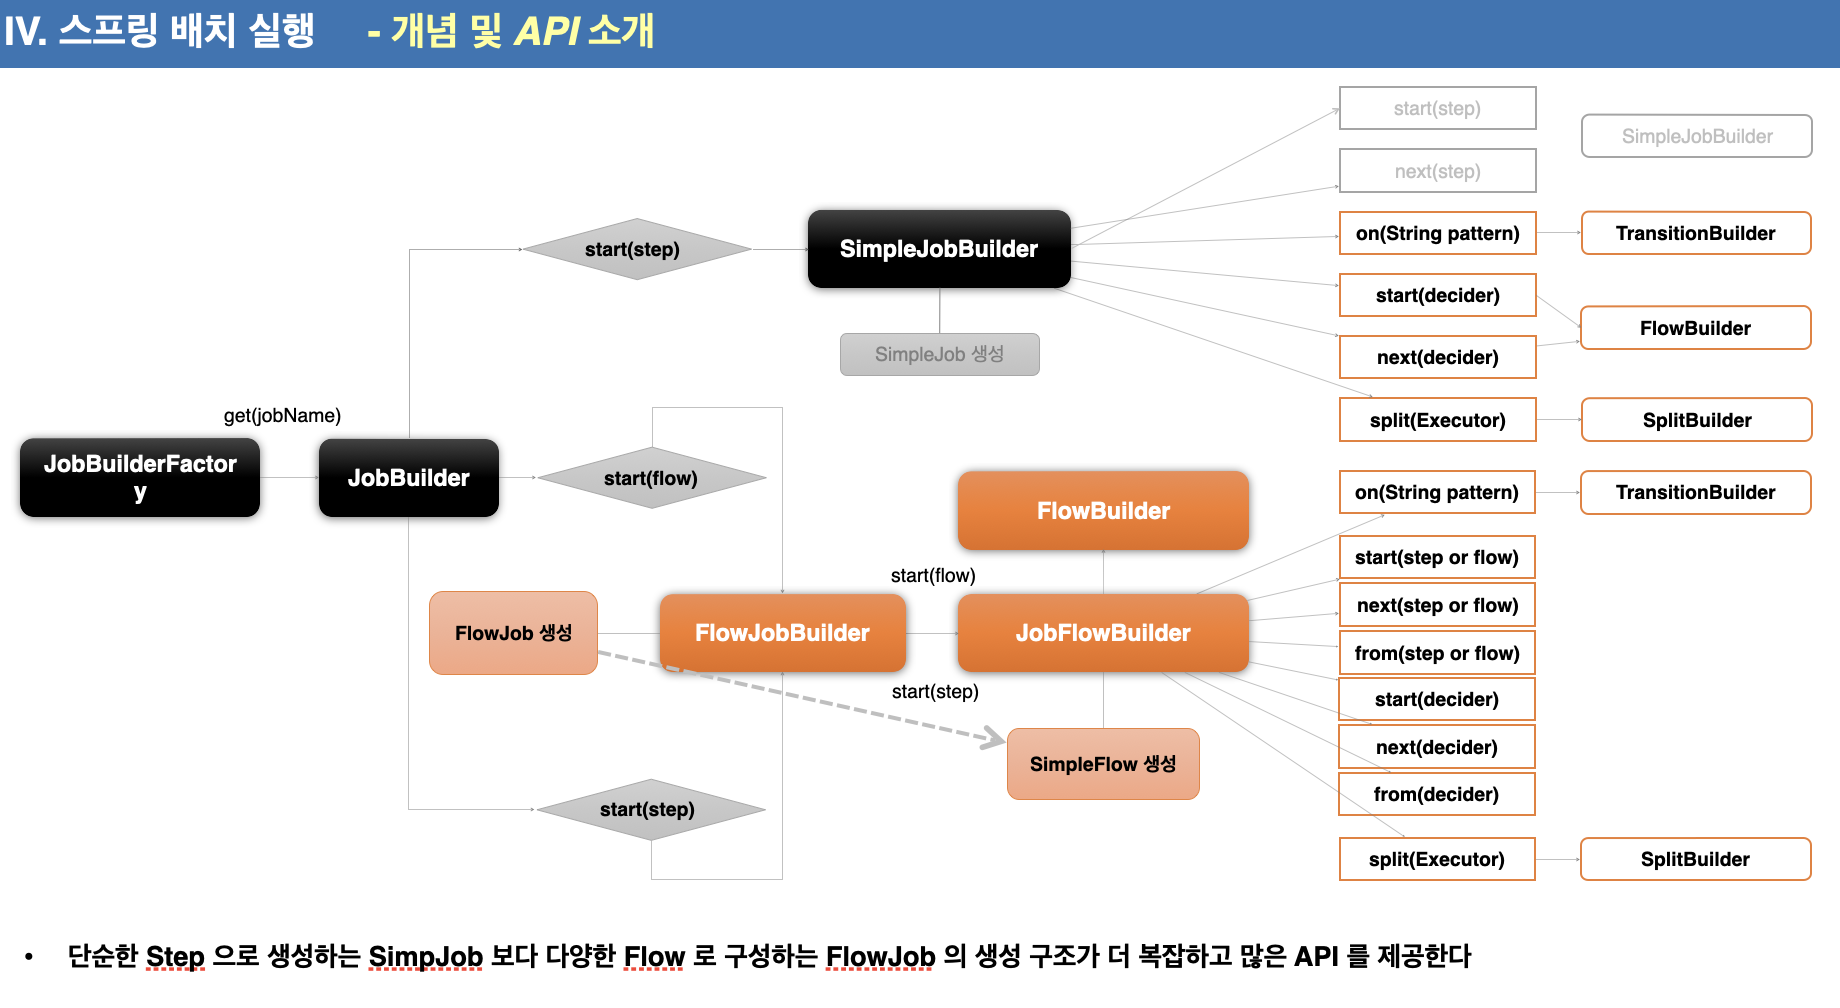 IV. 스프링 배치 실행 - 개념 및 API 소개
start(step)
SimpleJobBuilder
next(step)
start(step)
SimpleJobBuilder
on(String pattern)
TransitionBuilder
start(decider)
FlowBuilder
SimpleJob 생성
next(decider)
get(jobName)
split(Executor)
SplitBuilder
JobBuilderFactor
y
JobBuilder
start(flow)
FlowBuilder
on(String pattern)
TransitionBuilder
start(step or flow)
start(flow)
next(step or flow)
FlowJob 생성
FlowJobBuilder
JobFlowBuilder
from(step or flow)
start(step)
start(decider)
next(decider)
SimpleFlow 생성
from(decider)
start(step)
split(Executor)
SplitBuilder
• 단순한 Step 으로 생성하는 SimpJob 보다 다양한 Flow 로 구성하는 FlowJob 의 생성 구조가 더 복잡하고 많은 API 를 제공한다